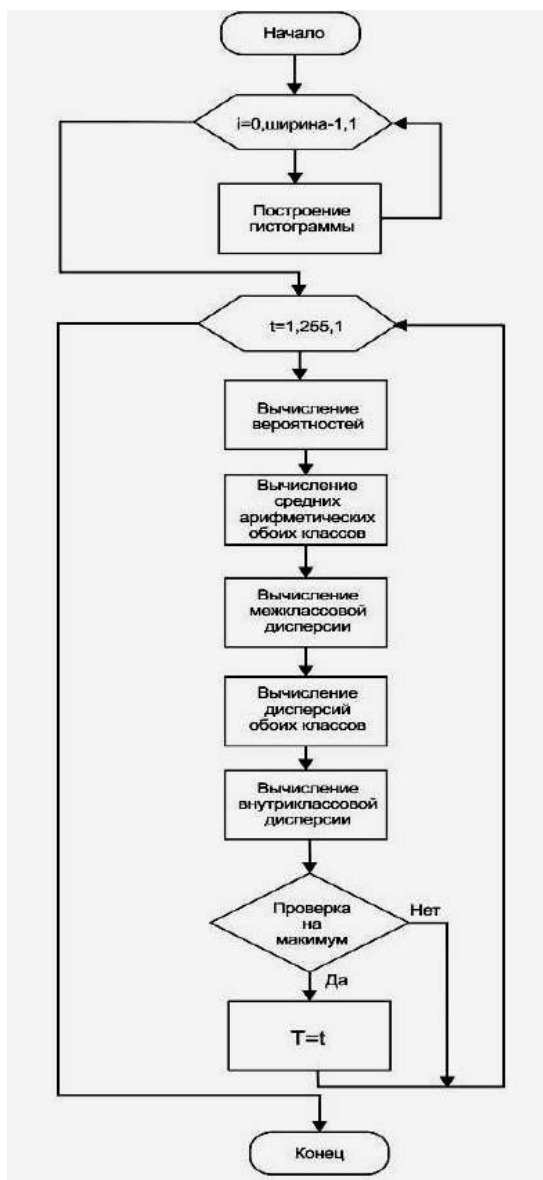 Начало
i=0,ширина-1,1
Построение
гистограммы
t=1,255,1
Вычисление
вероятностей
Вычисление
средних
арифметических
обоих классов
Вычисление
межклассовой
дисперсии
Вычисление
дисперсий
обоих классов
Вычисление
внутриклассовой
дисперсии
Проверка
на
макимум
Нет
Да
T=t
Конец